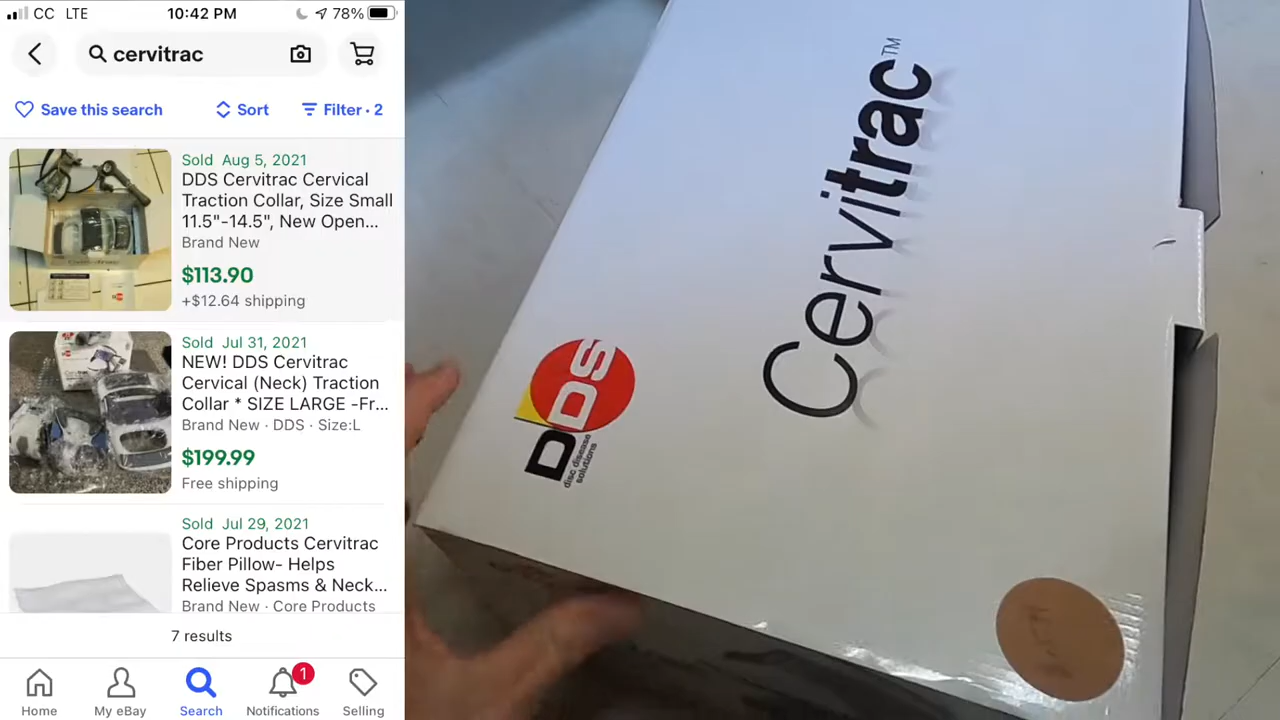 CC LTE
10:42 PM
78%
cervitrac
Save this search
Sort
Filter • 2
Sold Aug 5, 2021
DDS Cervitrac Cervical
Traction Collar, Size Small
11.5"-14.5", New Open...
Brand New
$113.90
+$12.64 shipping
Sold Jul 31, 2021
NEW! DDS Cervitrac
Cervical (Neck) Traction
Collar * SIZE LARGE -Fr...
Brand New · DDS · Size:L
$199.99
Free shipping
Sold Jul 29, 2021
Core Products Cervitrac
Fiber Pillow- Helps
Relieve Spasms & Neck...
Brand New · Core Products
7 results
1
Home
My eBay
Search
Notifications
Selling
DDS
disc disease
solutions
Cervitrac™